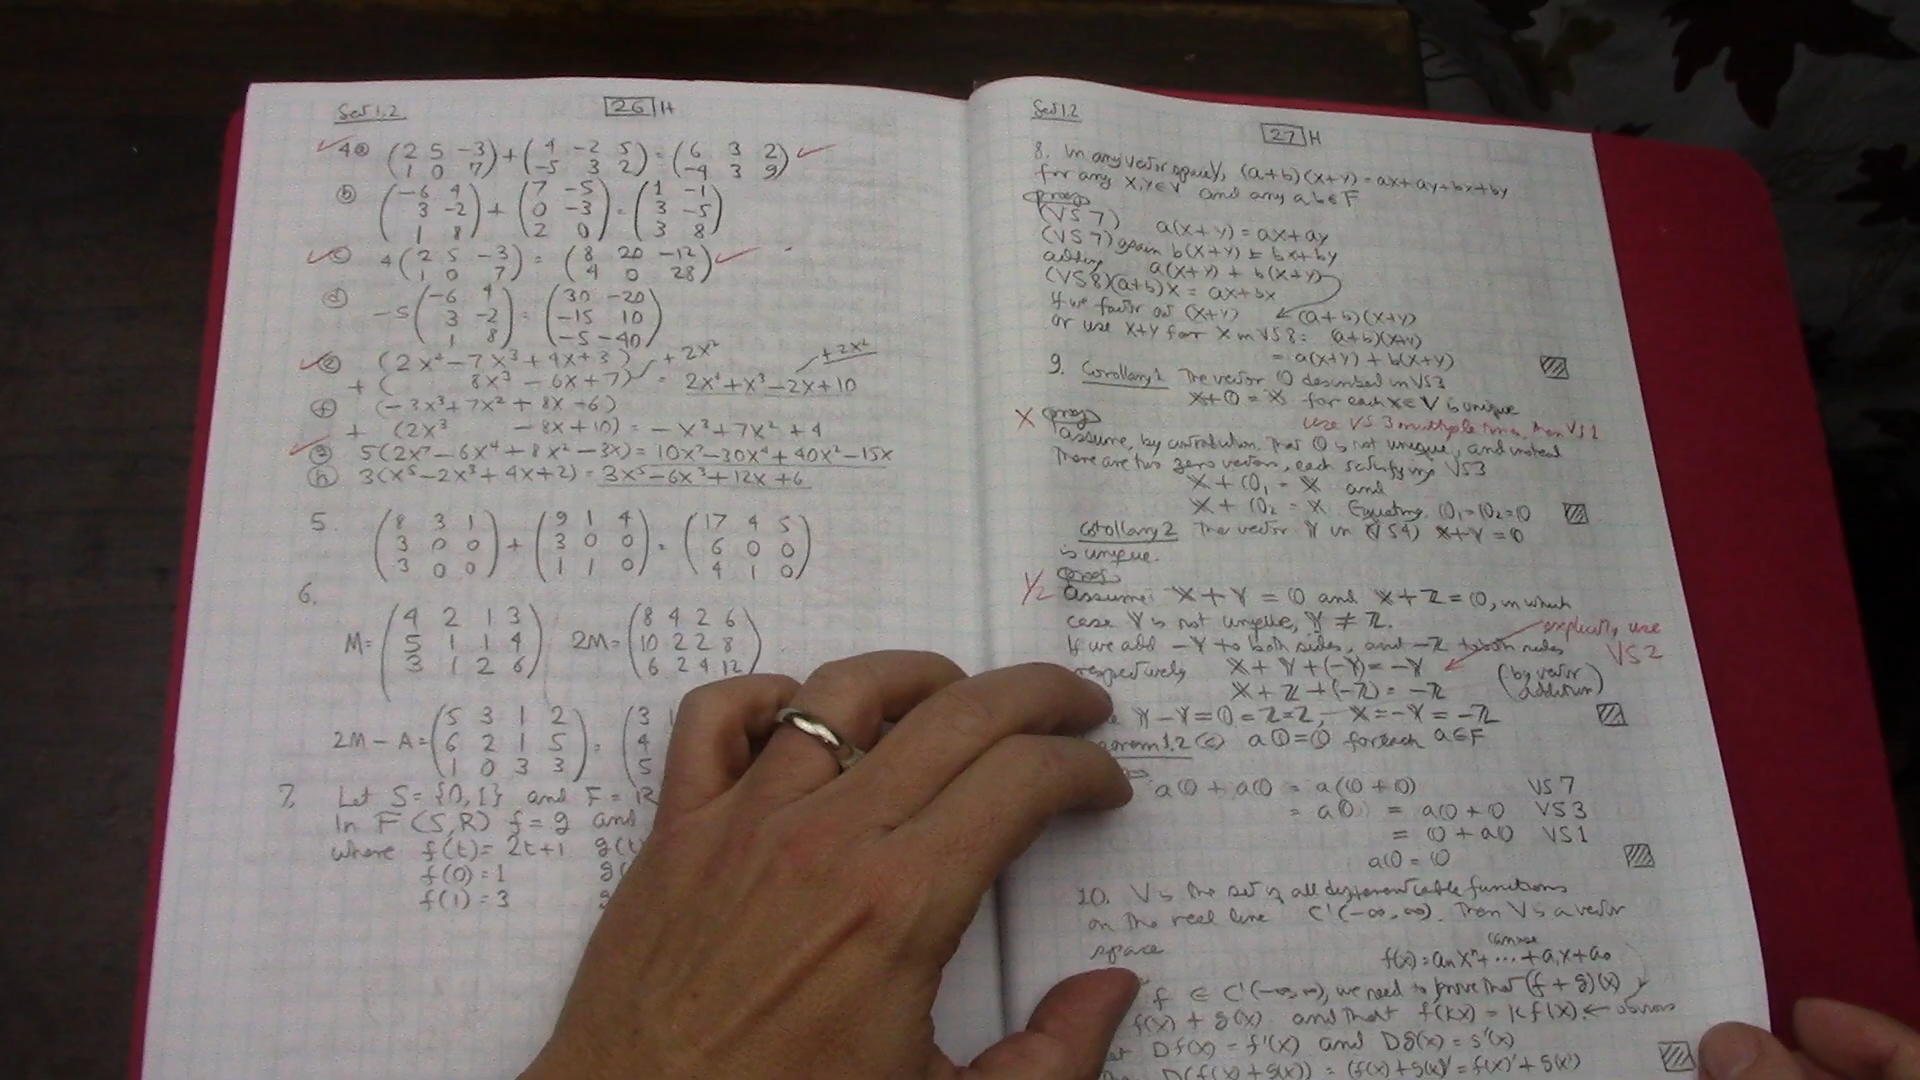 Sec 1.2
26 H
4 a (2 5 -3) + (4 -2 5) = (6 3 2)
(1 0 7) (-5 3 2) (-4 3 9)
b (-6 4) + (7 -5) = (1 -1)
(3 -2) (0 -3) (3 -5)
(1 8) (2 0) (3 8)
c 4 (2 5 -3) = (8 20 -12)
(1 0 7) (4 0 28)
d -5 (-6 4) = (30 -20)
(3 -2) (-15 10)
(1 8) (-5 -40)
e (2x⁴ - 7x³ + 4x + 3) + 2x² + 2x²
+ ( 8x³ - 6x + 7) = 2x⁴ + x³ - 2x + 10
f (-3x³ + 7x² + 8x - 6)
+ (2x³ - 8x + 10) = -x³ + 7x² + 4
g 5(2x⁷ - 6x⁴ + 8x² - 3x) = 10x⁷ - 30x⁴ + 40x² - 15x
h 3(x⁵ - 2x³ + 4x + 2) = 3x⁵ - 6x³ + 12x + 6
5. (8 3 1) + (9 1 4) = (17 4 5)
(3 0 0) (3 0 0) (6 0 0)
(3 0 0) (1 1 0) (4 1 0)
6.
M = (4 2 1 3) 2M = (8 4 2 6)
(5 1 1 4) (10 2 2 8)
(3 1 2 6) (6 2 4 12)
2M - A = (5 3 1 2) = (3 1
(6 2 1 5) (4
(1 0 3 3) (5
7. Let S = {0,1} and F = R
In F(S,R) f = g and
where f(t) = 2t+1 g(t)
f(0) = 1 g(
f(1) = 3 g
Sec 1.2
27 H
8. In any vector space V, (a+b)(x+y) = ax+ay+bx+by
for any x,y ∈ V and any a b ∈ F
proof
(VS 7) a(x+y) = ax+ay
(VS 7) again b(x+y) = bx+by
adding a(x+y) + b(x+y)
(VS 8) (a+b)x = ax+bx
If we factor out (x+y) (a+b)(x+y)
or use x+y for x in VS 8: (a+b)(x+y)
= a(x+y) + b(x+y)
9. Corollary 1 The vector 0 described in VS3
x+0 = x for each x ∈ V is unique
X proof use VS 3 multiple times, then VS 1
assume, by contradiction that 0 is not unique, and instead
There are two zero vectors, each satisfying VS3
x + 0₁ = x and
x + 0₂ = x Equating, 0₁ = 0₂ = 0
Corollary 2 The vector y in (VS4) x+y = 0
is unique.
proof
1/2 assume: x + y = 0 and x + z = 0, in which
case y is not unique, y ≠ z.
explicitly use VS 2
If we add -y to both sides, and -z to both sides
respectively x + y + (-y) = -y (by vector
x + z + (-z) = -z addition)
y - y = 0 = z - z, x = -y = -z
1.2 (c) a0 = 0 for each a ∈ F
a0 + a0 = a(0 + 0) VS 7
= a0 = a0 + 0 VS 3
= 0 + a0 VS 1
a0 = 0
10. V is the set of all differentiable functions
on the real line C'(-∞, ∞). Then V is a vector
space
can use
f(x) = aₙxⁿ + ... + a₁x + a₀
f ∈ C'(-∞, ∞), we need to prove that (f + g)(x)
f(x) + g(x) and that f(kx) = k f(x). ← obvious
Df(x) = f'(x) and Dg(x) = g'(x)
D(f(x) + g(x)) = (f(x) + g(x))' = f(x)' + g(x')